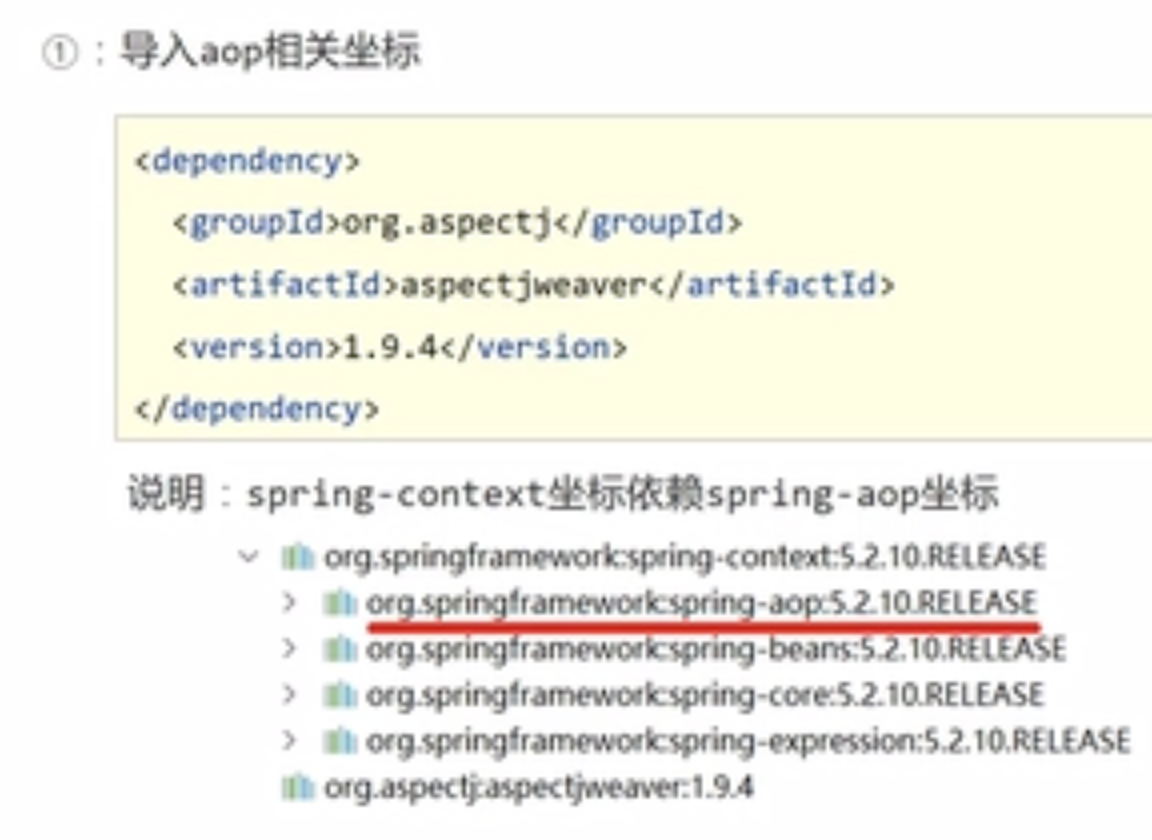 ①：导入aop相关坐标
<dependency>
<groupId>org.aspectj</groupId>
<artifactId>aspectjweaver</artifactId>
<version>1.9.4</version>
</dependency>
说明：spring-context坐标依赖spring-aop坐标
org.springframework:spring-context:5.2.10.RELEASE
org.springframework:spring-aop:5.2.10.RELEASE
org.springframework:spring-beans:5.2.10.RELEASE
org.springframework:spring-core:5.2.10.RELEASE
org.springframework:spring-expression:5.2.10.RELEASE
org.aspectj:aspectjweaver:1.9.4